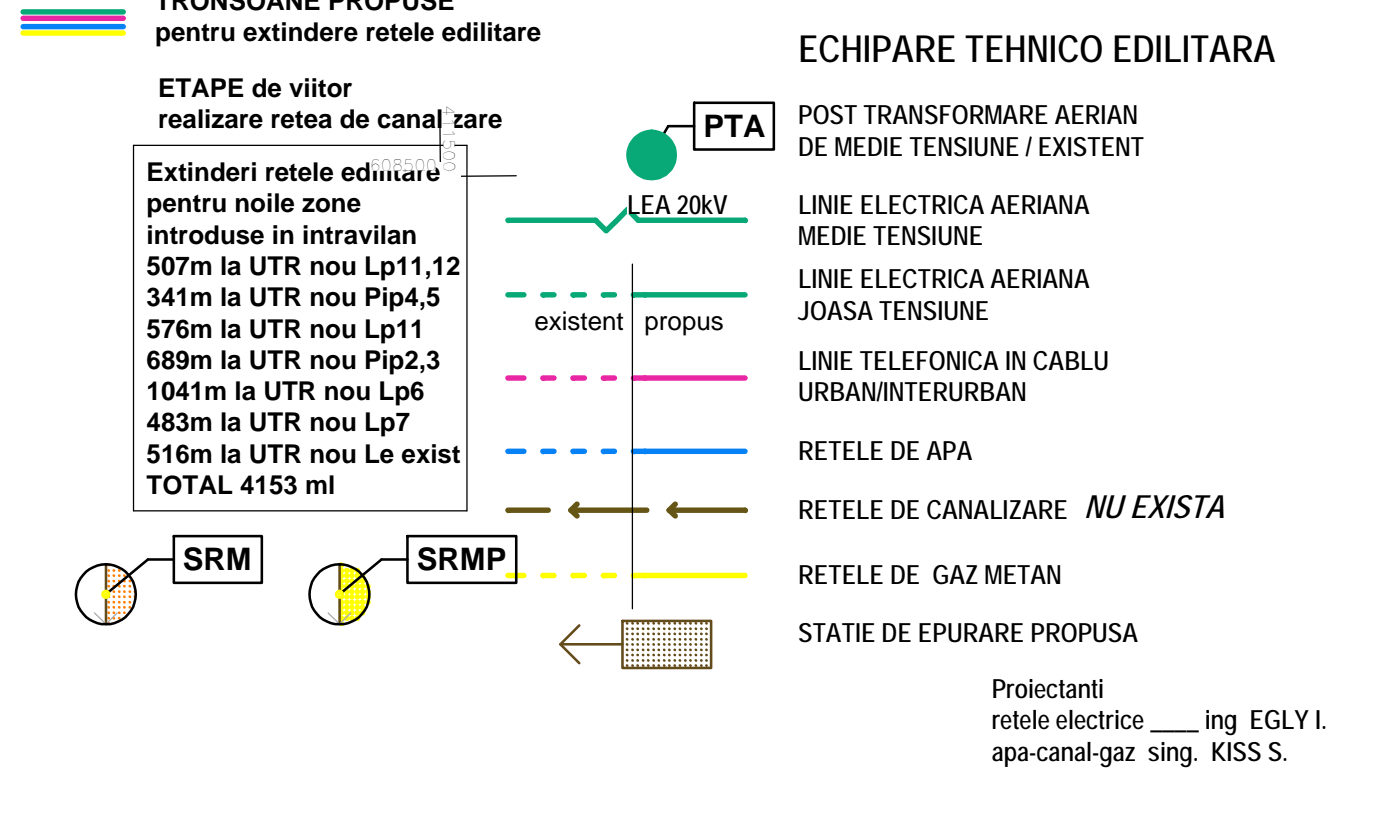 TRONSOANE PROPUSE
pentru extindere retele edilitare
ETAPE de viitor
realizare retea de canalizare
411500
608500
Extinderi retele edilitare
pentru noile zone
introduse in intravilan
507m la UTR nou Lp11,12
341m la UTR nou Pip4,5
576m la UTR nou Lp11
689m la UTR nou Pip2,3
1041m la UTR nou Lp6
483m la UTR nou Lp7
516m la UTR nou Le exist
TOTAL 4153 ml
SRM
SRMP
ECHIPARE TEHNICO EDILITARA
PTA
POST TRANSFORMARE AERIAN
DE MEDIE TENSIUNE / EXISTENT
LEA 20kV
LINIE ELECTRICA AERIANA
MEDIE TENSIUNE
LINIE ELECTRICA AERIANA
JOASA TENSIUNE
existent propus
LINIE TELEFONICA IN CABLU
URBAN/INTERURBAN
RETELE DE APA
RETELE DE CANALIZARE NU EXISTA
RETELE DE GAZ METAN
STATIE DE EPURARE PROPUSA
Proiectanti
retele electrice ____ ing EGLY I.
apa-canal-gaz sing. KISS S.